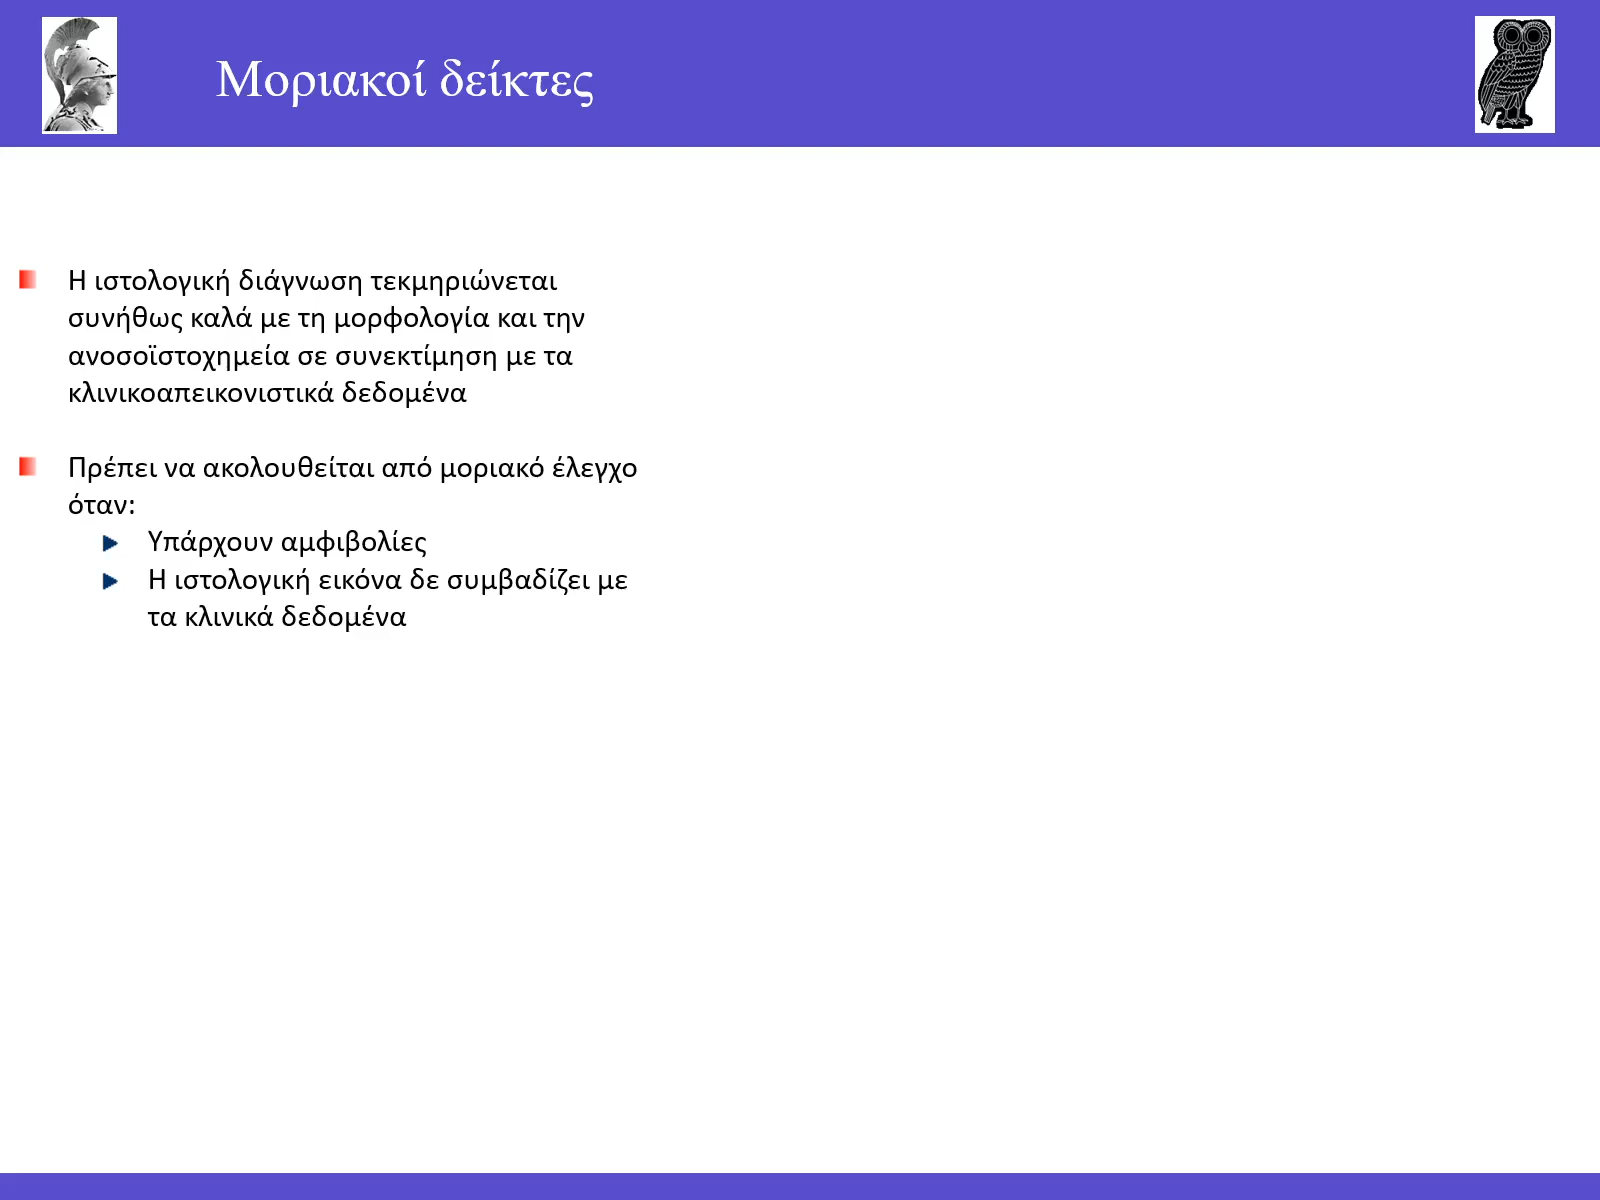 Μοριακοί δείκτες
Η ιστολογική διάγνωση τεκμηριώνεται
συνήθως καλά με τη μορφολογία και την
ανοσοϊστοχημεία σε συνεκτίμηση με τα
κλινικοαπεικονιστικά δεδομένα
Πρέπει να ακολουθείται από μοριακό έλεγχο
όταν:
Υπάρχουν αμφιβολίες
Η ιστολογική εικόνα δε συμβαδίζει με
τα κλινικά δεδομένα